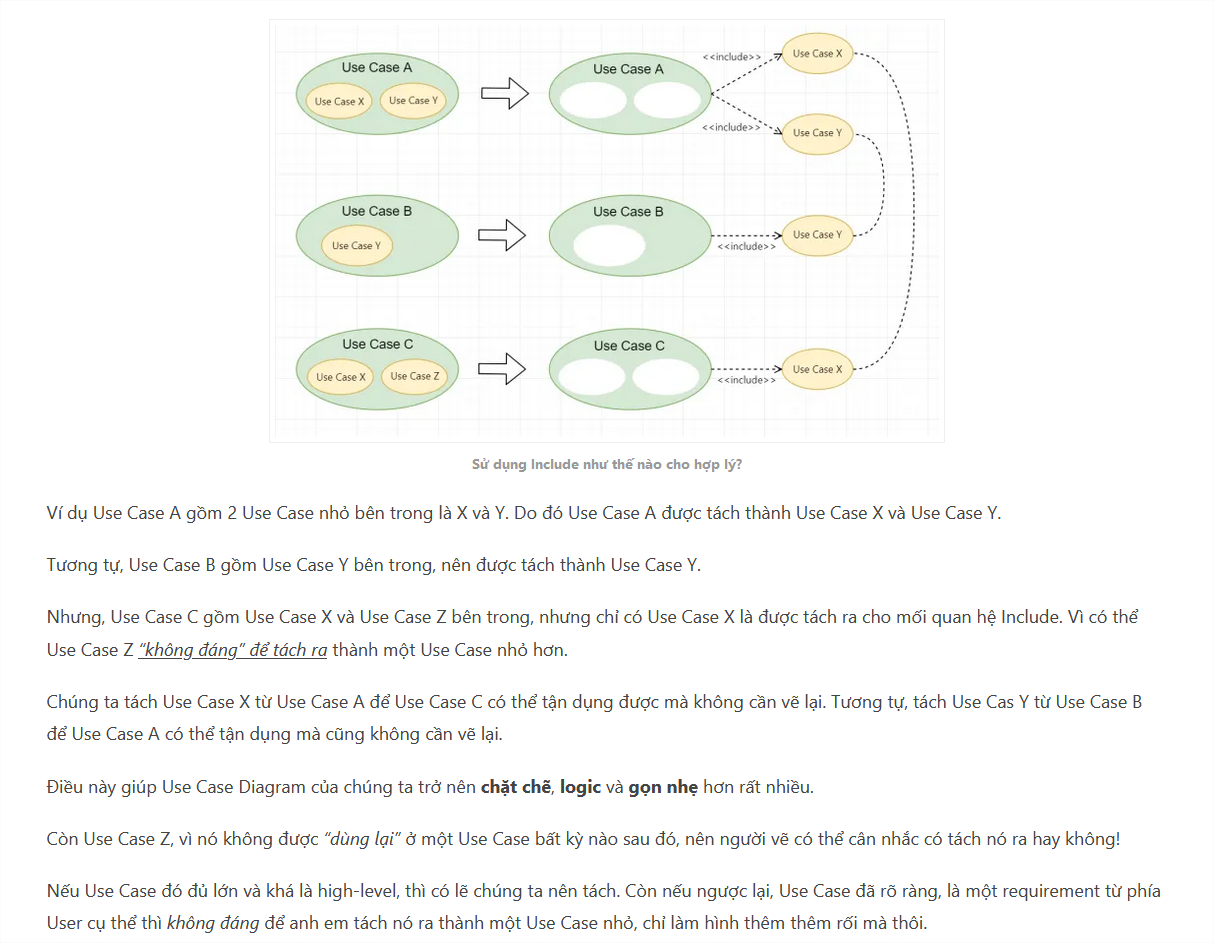 Use Case A
Use Case X
Use Case Y
Use Case A
<<include>>
<<include>>
Use Case X
Use Case Y
Use Case B
Use Case Y
Use Case B
<<include>>
Use Case Y
Use Case C
Use Case X
Use Case Z
Use Case C
<<include>>
Use Case X
Sử dụng Include như thế nào cho hợp lý?
Ví dụ Use Case A gồm 2 Use Case nhỏ bên trong là X và Y. Do đó Use Case A được tách thành Use Case X và Use Case Y.
Tương tự, Use Case B gồm Use Case Y bên trong, nên được tách thành Use Case Y.
Nhưng, Use Case C gồm Use Case X và Use Case Z bên trong, nhưng chỉ có Use Case X là được tách ra cho mối quan hệ Include. Vì có thể
Use Case Z “không đáng” để tách ra thành một Use Case nhỏ hơn.
Chúng ta tách Use Case X từ Use Case A để Use Case C có thể tận dụng được mà không cần vẽ lại. Tương tự, tách Use Cas Y từ Use Case B
để Use Case A có thể tận dụng mà cũng không cần vẽ lại.
Điều này giúp Use Case Diagram của chúng ta trở nên chặt chẽ, logic và gọn nhẹ hơn rất nhiều.
Còn Use Case Z, vì nó không được “dùng lại” ở một Use Case bất kỳ nào sau đó, nên người vẽ có thể cân nhắc có tách nó ra hay không!
Nếu Use Case đó đủ lớn và khá là high-level, thì có lẽ chúng ta nên tách. Còn nếu ngược lại, Use Case đã rõ ràng, là một requirement từ phía
User cụ thể thì không đáng để anh em tách nó ra thành một Use Case nhỏ, chỉ làm hình thêm thêm rối mà thôi.